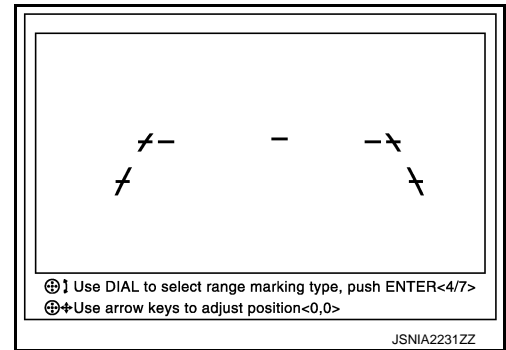 Use DIAL to select range marking type, push ENTER<4/7>
Use arrow keys to adjust position<0,0>
JSNIA2231ZZ